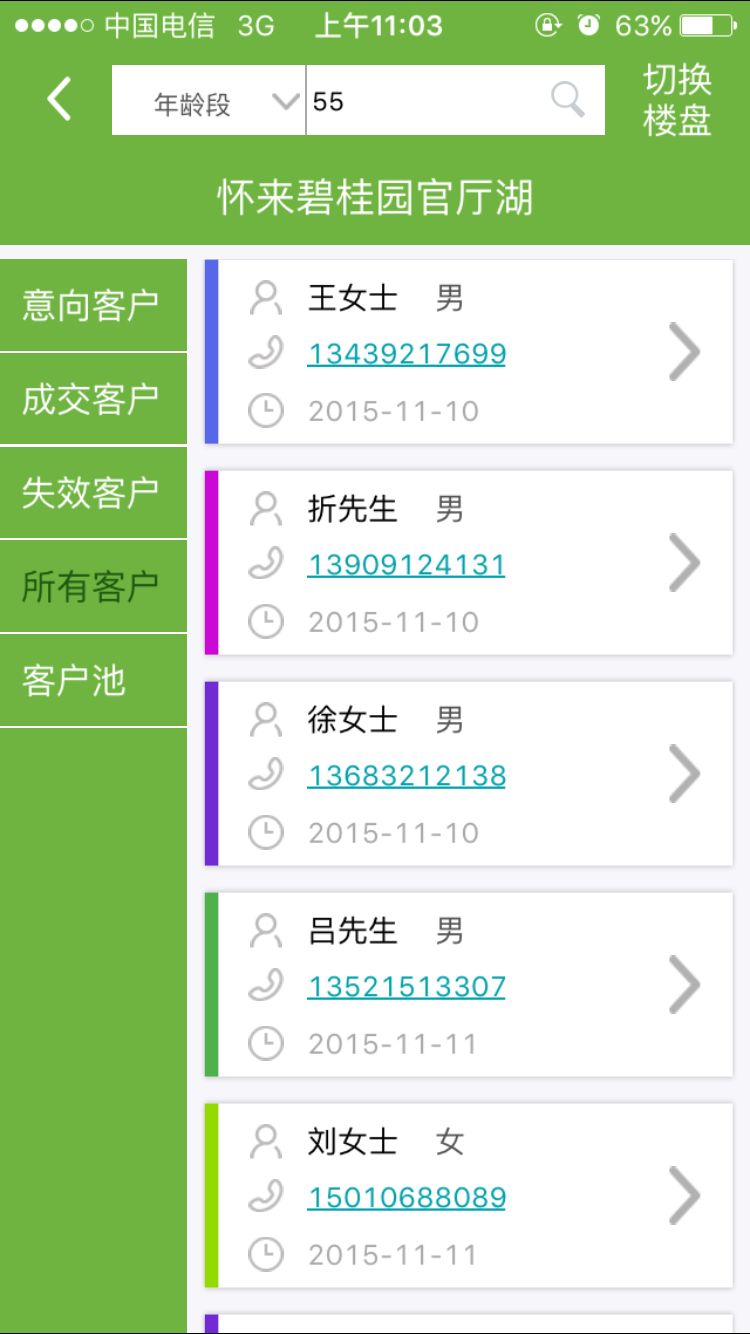 中国电信 3G 上午11:03 63%
年龄段 55 切换
楼盘
怀来碧桂园官厅湖
意向客户
成交客户
失效客户
所有客户
客户池
王女士 男
13439217699
2015-11-10
折先生 男
13909124131
2015-11-10
徐女士 男
13683212138
2015-11-10
吕先生 男
13521513307
2015-11-11
刘女士 女
15010688089
2015-11-11